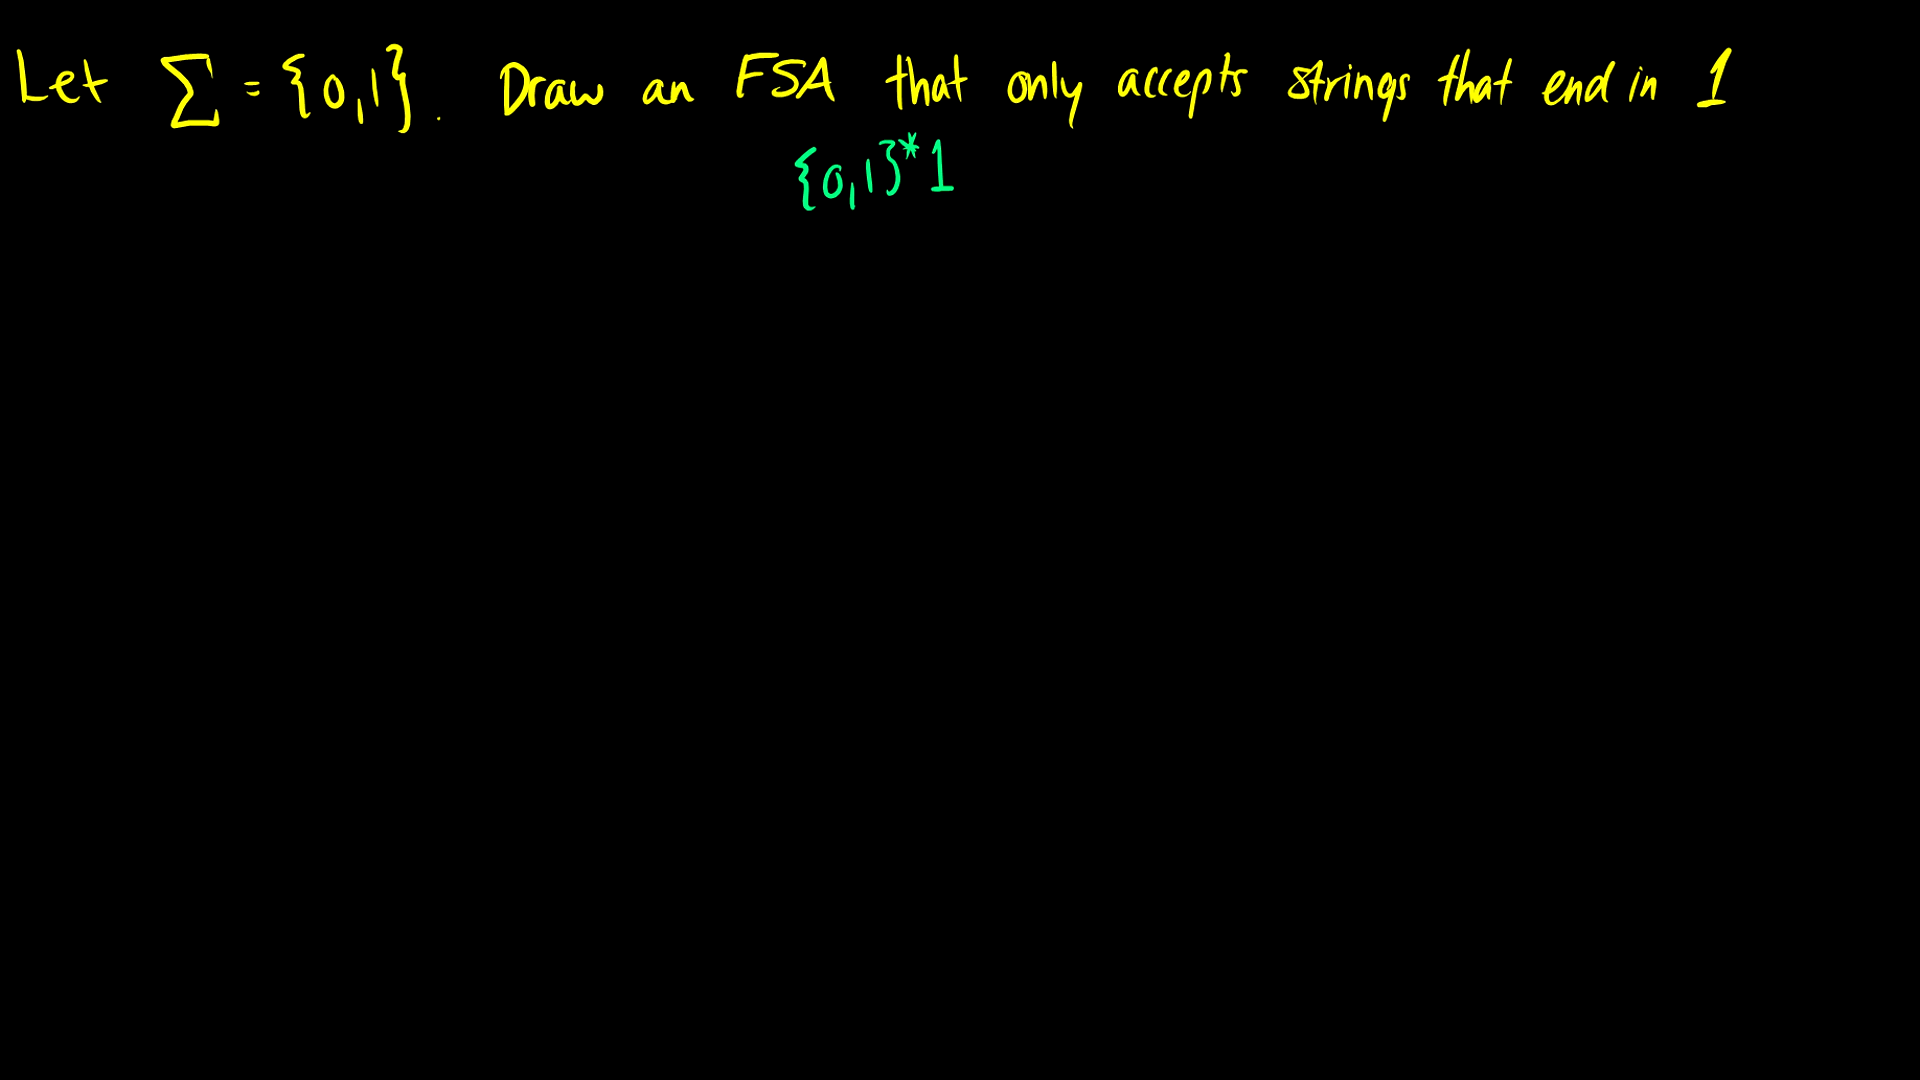 Let Σ = {0,1}. Draw an FSA that only accepts strings that end in 1
{0,1}*1